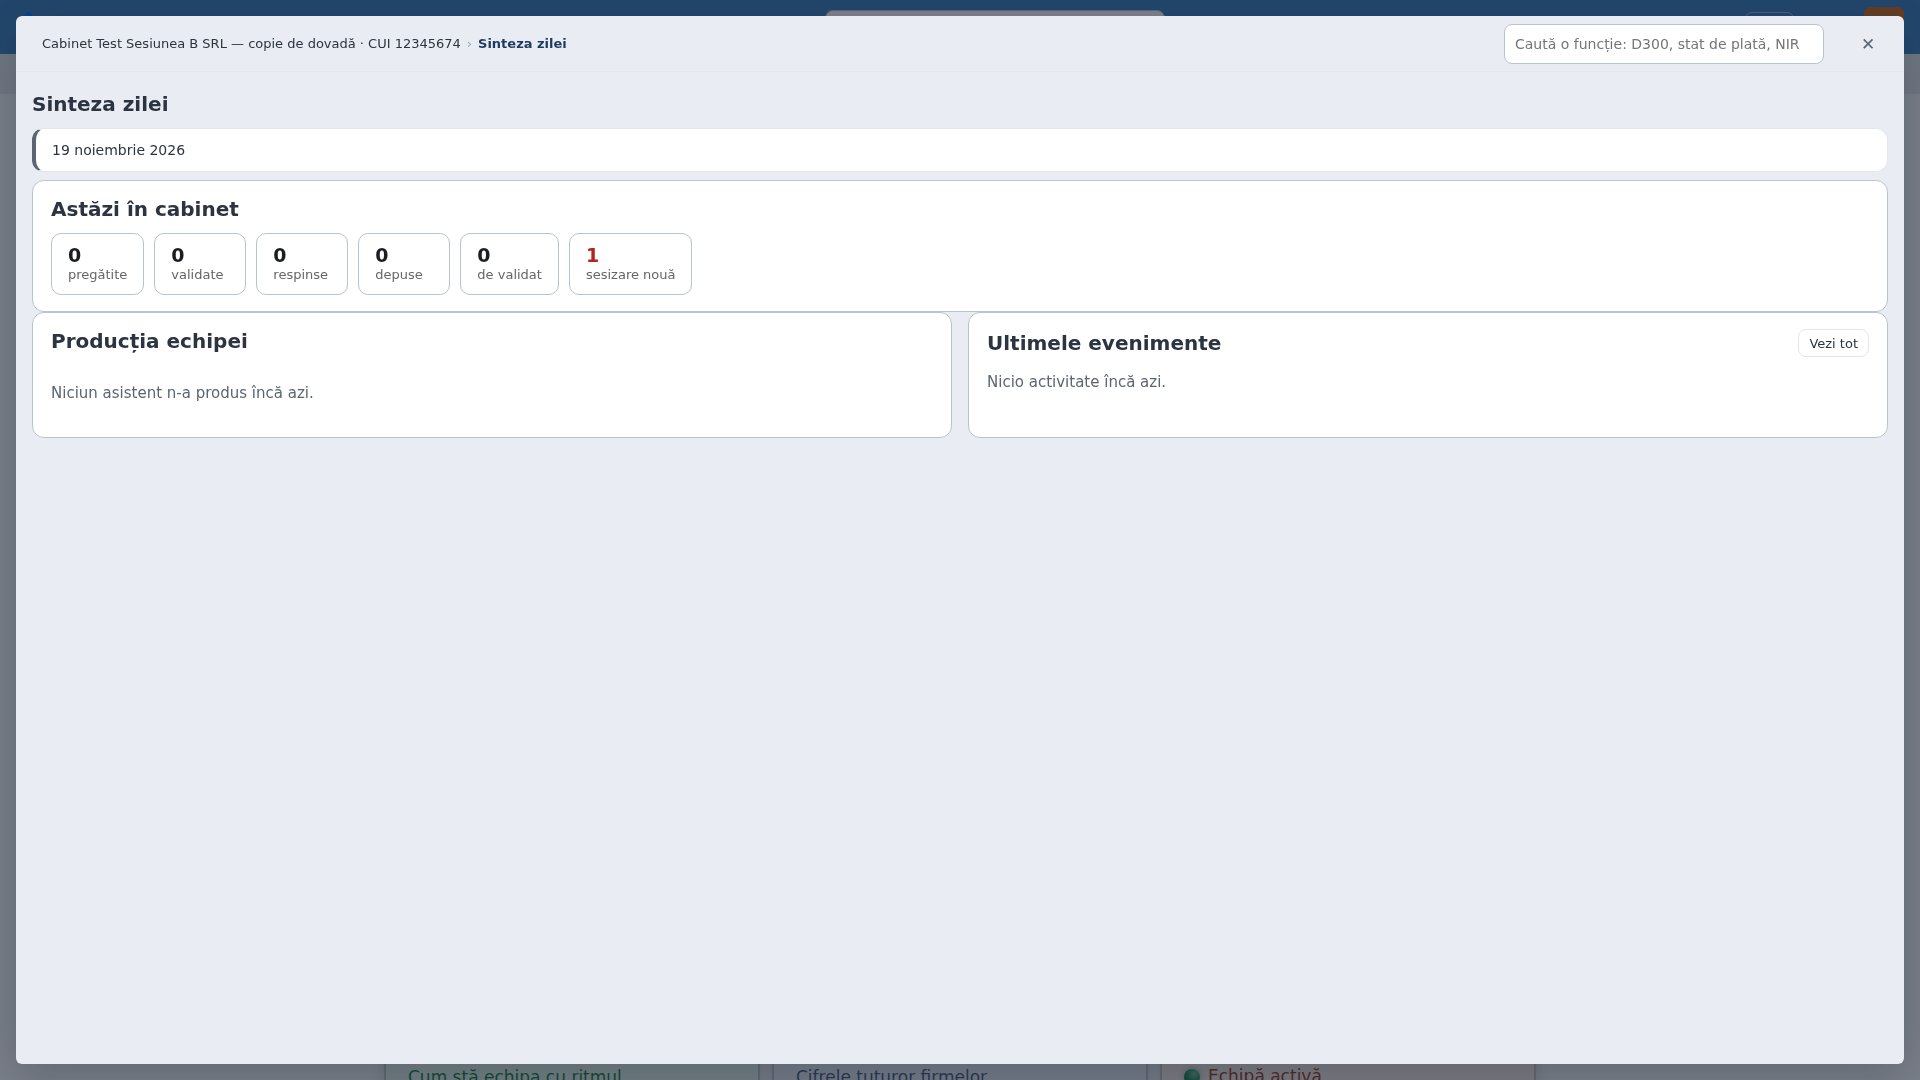 Cabinet Test Sesiunea B SRL — copie de dovadă · CUI 12345674 › Sinteza zilei
Caută o funcție: D300, stat de plată, NIR
✕
Sinteza zilei
19 noiembrie 2026
Astăzi în cabinet
0 0 0 0 0 1
pregătite validate respinse depuse de validat sesizare nouă
Producția echipei
Niciun asistent n-a produs încă azi.
Ultimele evenimente
Vezi tot
Nicio activitate încă azi.
Cum stă echipa cu ritmul
Cifrele tuturor firmelor
Echipă activă